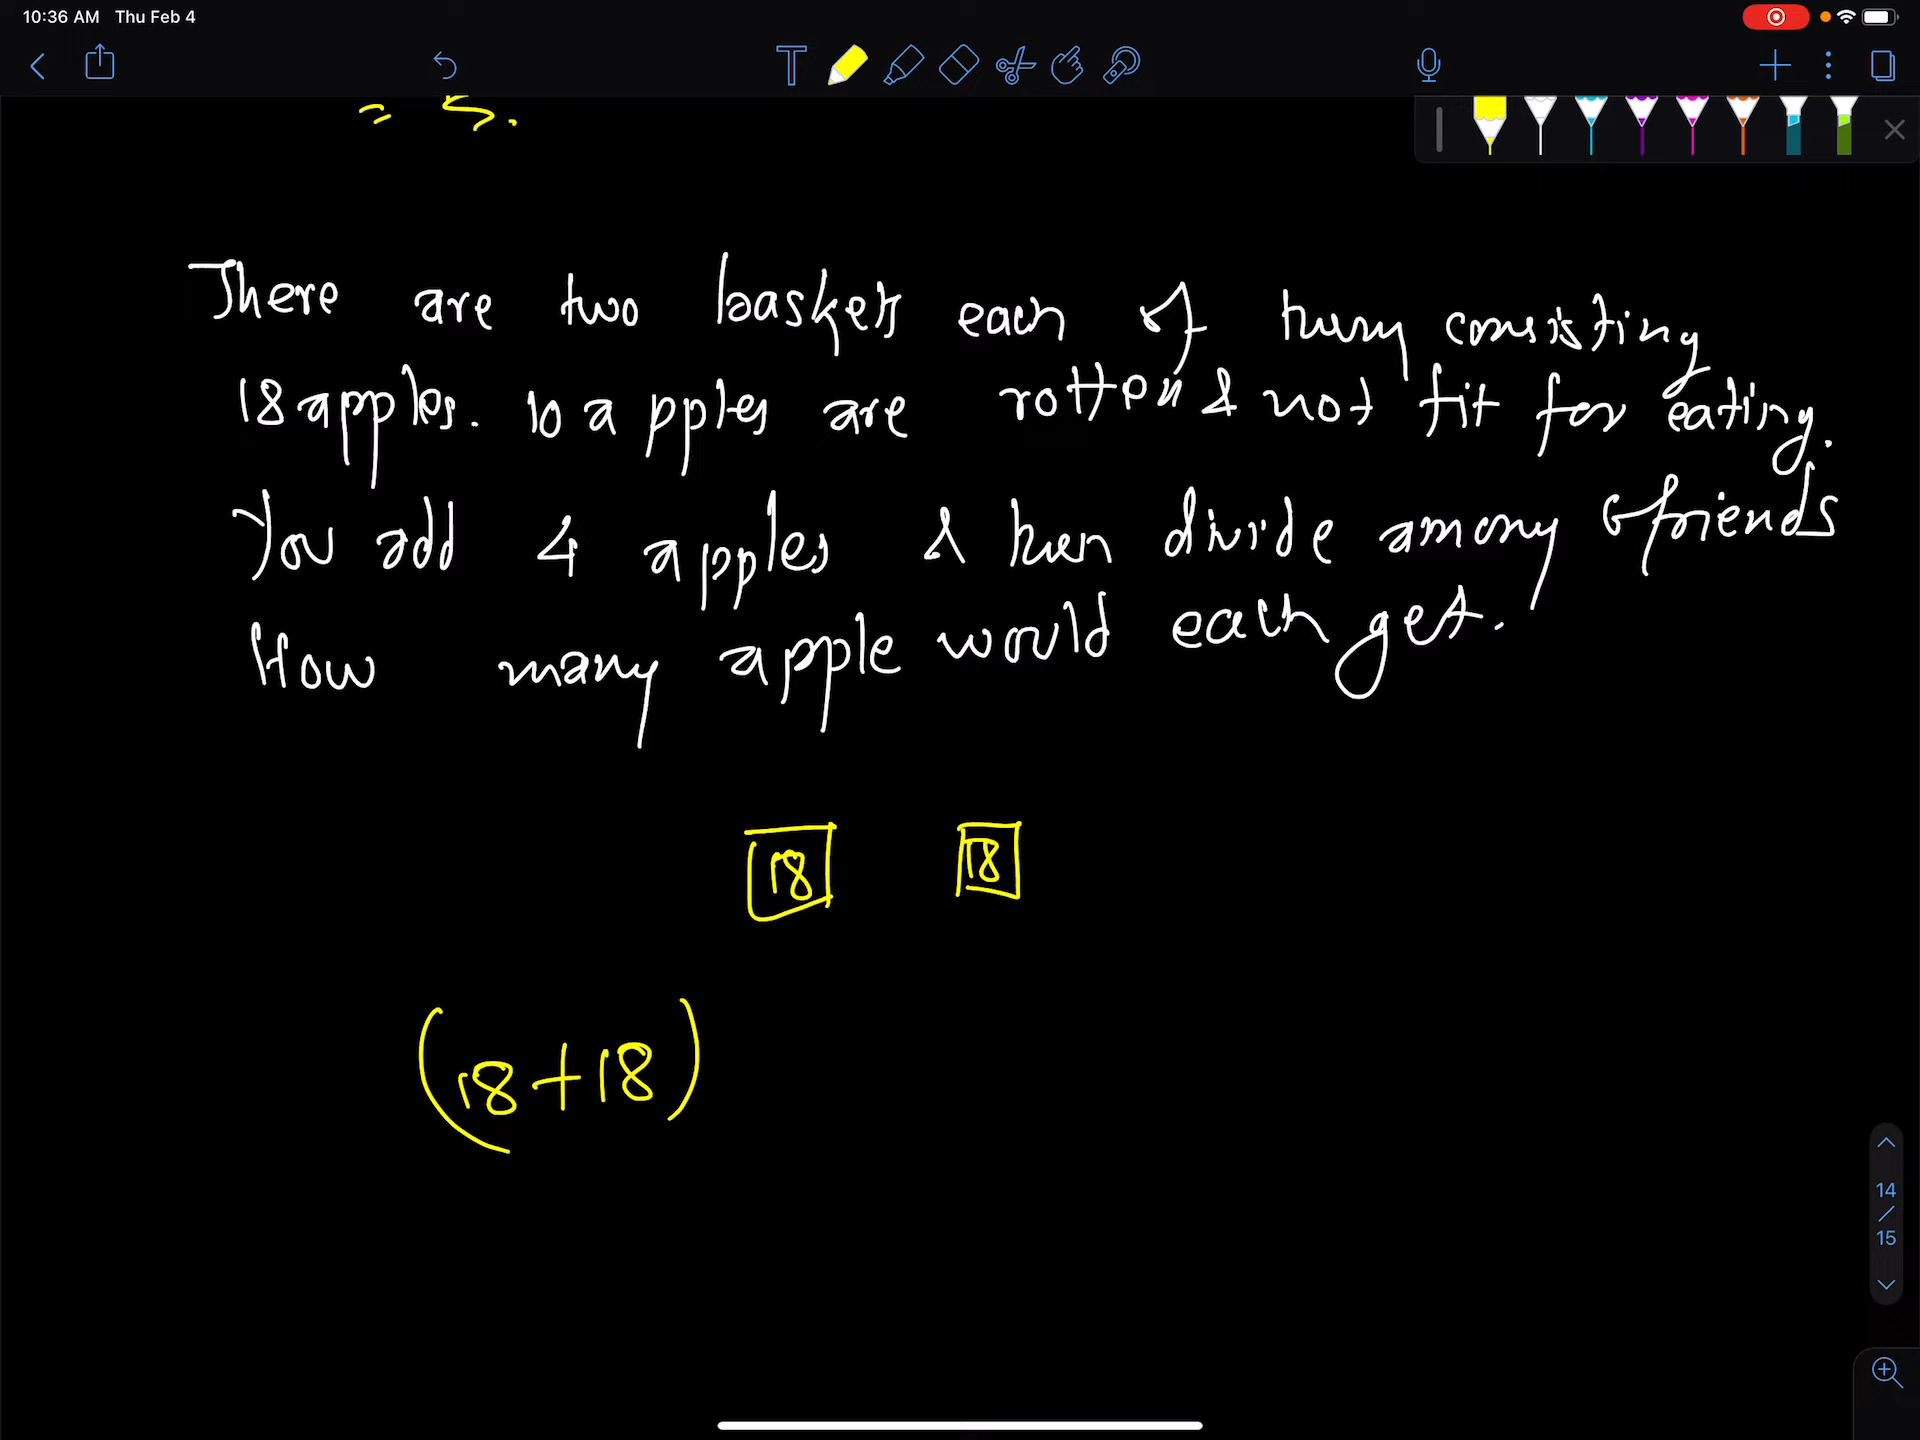 10:36 AM Thu Feb 4
= 5.
There are two baskets each of them consisting
18 apples. 10 apples are rotten & not fit for eating.
You add 4 apples & then divide among 6 friends
How many apple would each get.
18 18
(18+18)
14
/
15